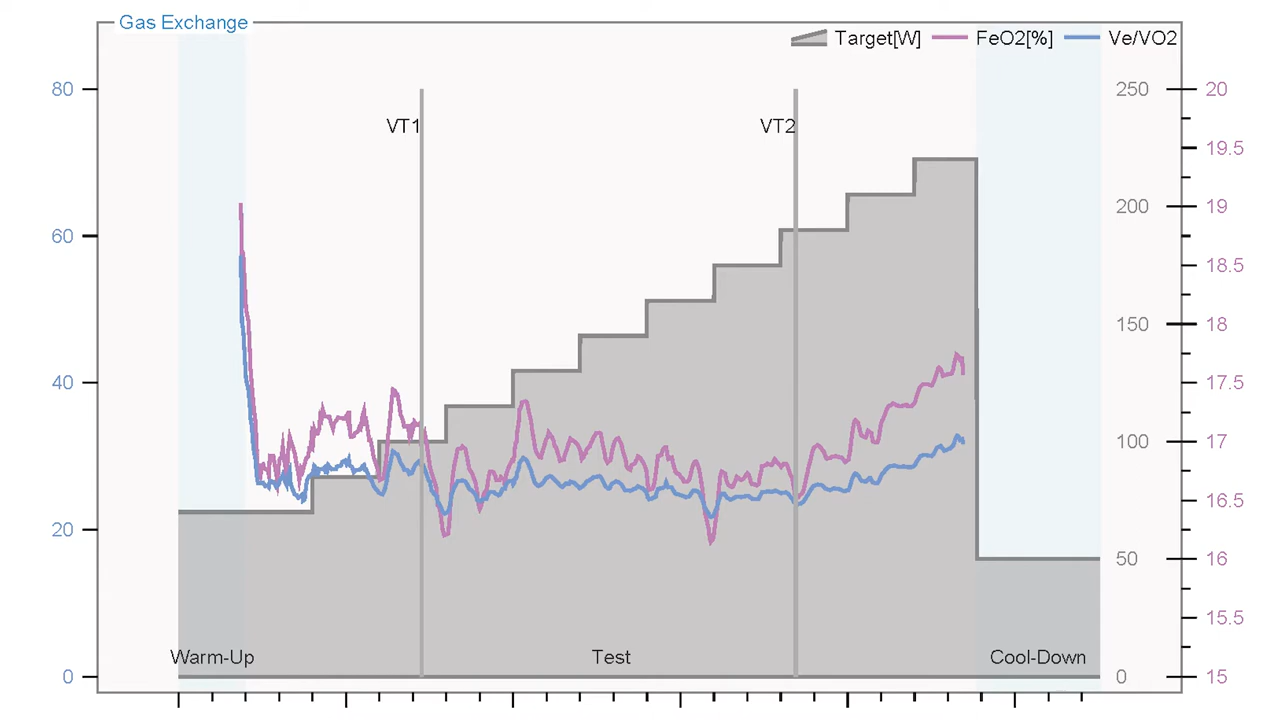 Gas Exchange
Target[W] FeO2[%] Ve/VO2
80 250 20
VT1 VT2
19.5
200 19
60
18.5
150 18
40 17.5
100 17
16.5
20
50 16
15.5
Warm-Up Test Cool-Down
0 0 15